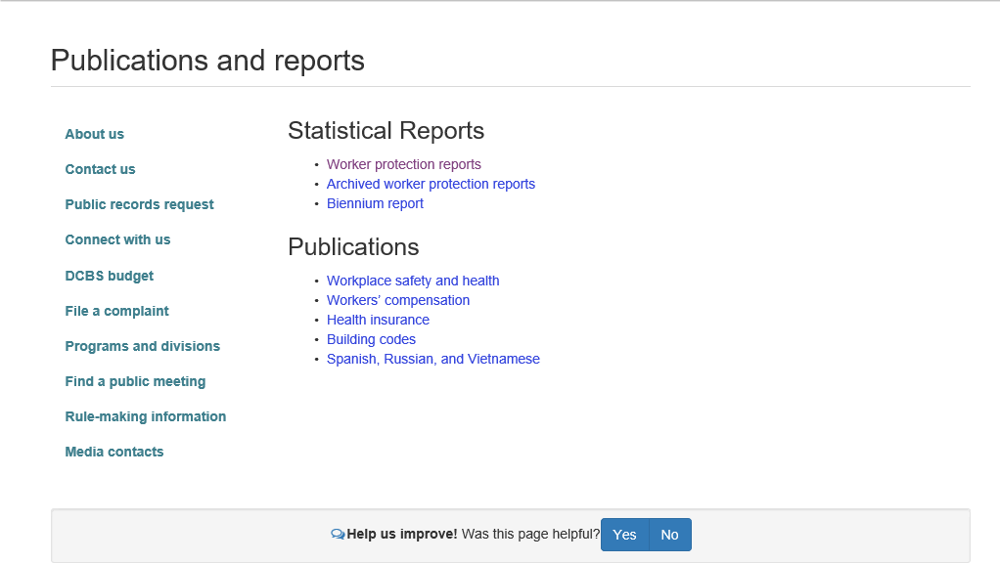 Publications and reports
About us
Contact us
Public records request
Connect with us
DCBS budget
File a complaint
Programs and divisions
Find a public meeting
Rule-making information
Media contacts
Statistical Reports
• Worker protection reports
• Archived worker protection reports
• Biennium report
Publications
• Workplace safety and health
• Workers’ compensation
• Health insurance
• Building codes
• Spanish, Russian, and Vietnamese
Help us improve! Was this page helpful? Yes No